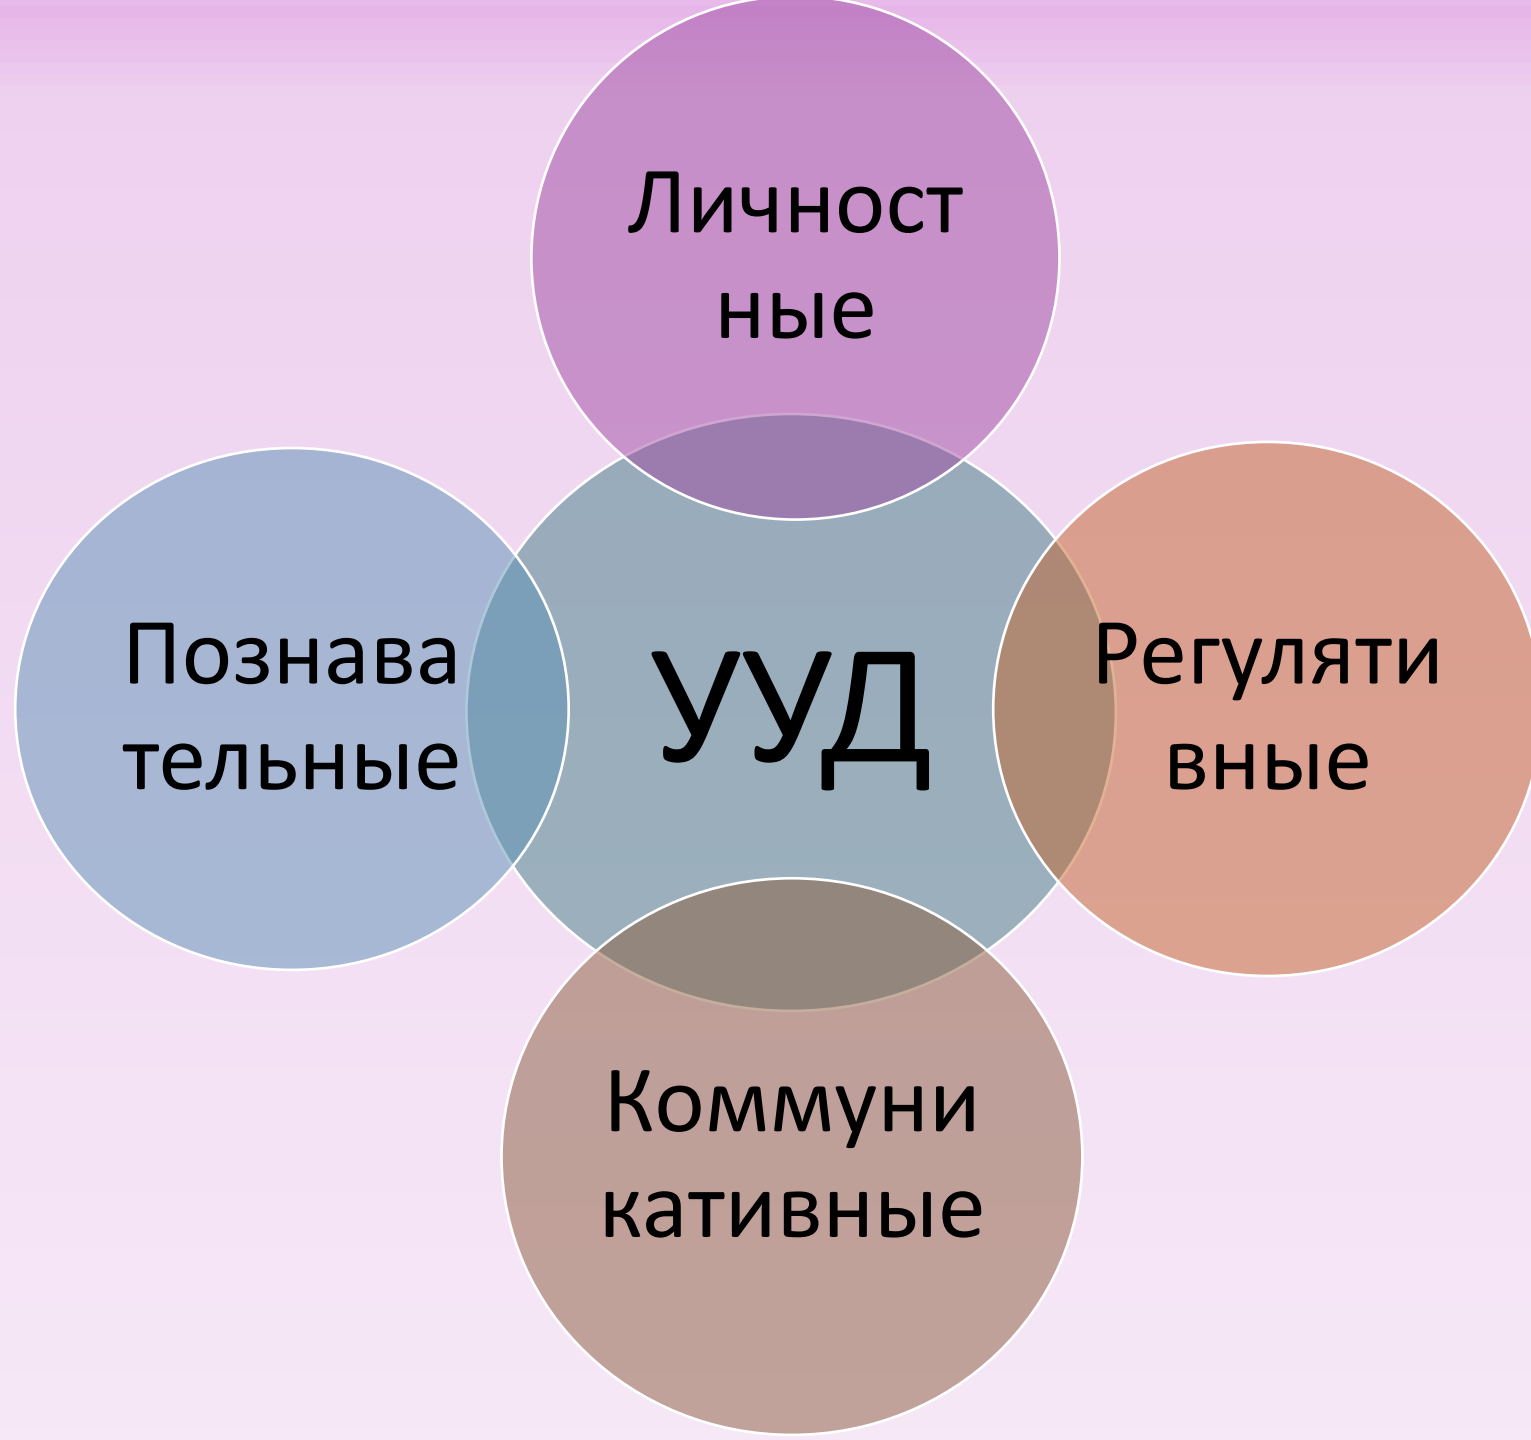 Личност
ные
Познава
тельные
УУД
Регуляти
вные
Коммуни
кативные